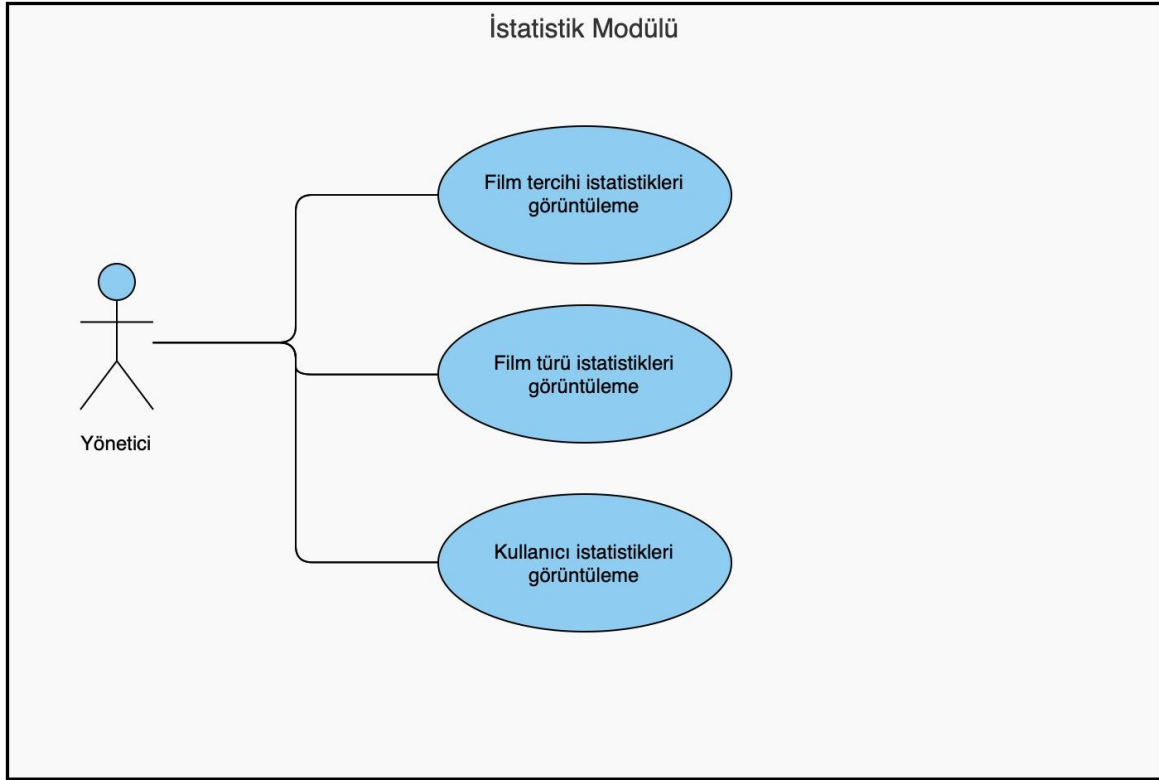 İstatistik Modülü
Film tercihi istatistikleri
görüntüleme
Film türü istatistikleri
görüntüleme
Yönetici
Kullanıcı istatistikleri
görüntüleme